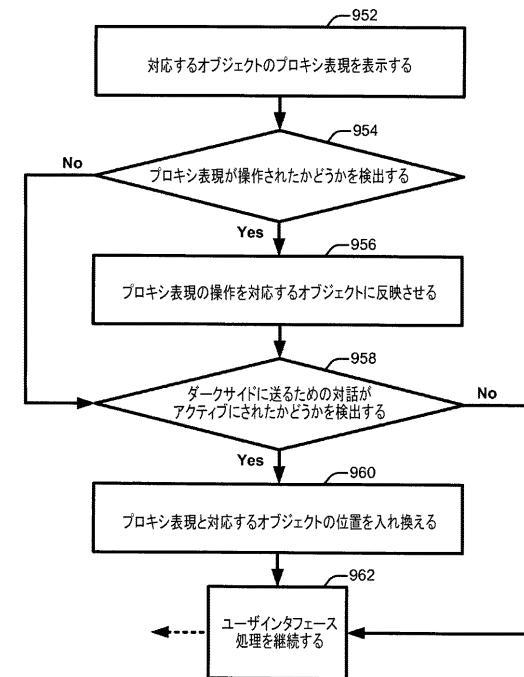 952
対応するオブジェクトのプロキシ表現を表示する
954
No
プロキシ表現が操作されたかどうかを検出する
Yes
956
プロキシ表現の操作を対応するオブジェクトに反映させる
958
ダークサイドに送るための対話が
アクティブにされたかどうかを検出する
No
Yes
960
プロキシ表現と対応するオブジェクトの位置を入れ換える
962
ユーザインタフェース
処理を継続する